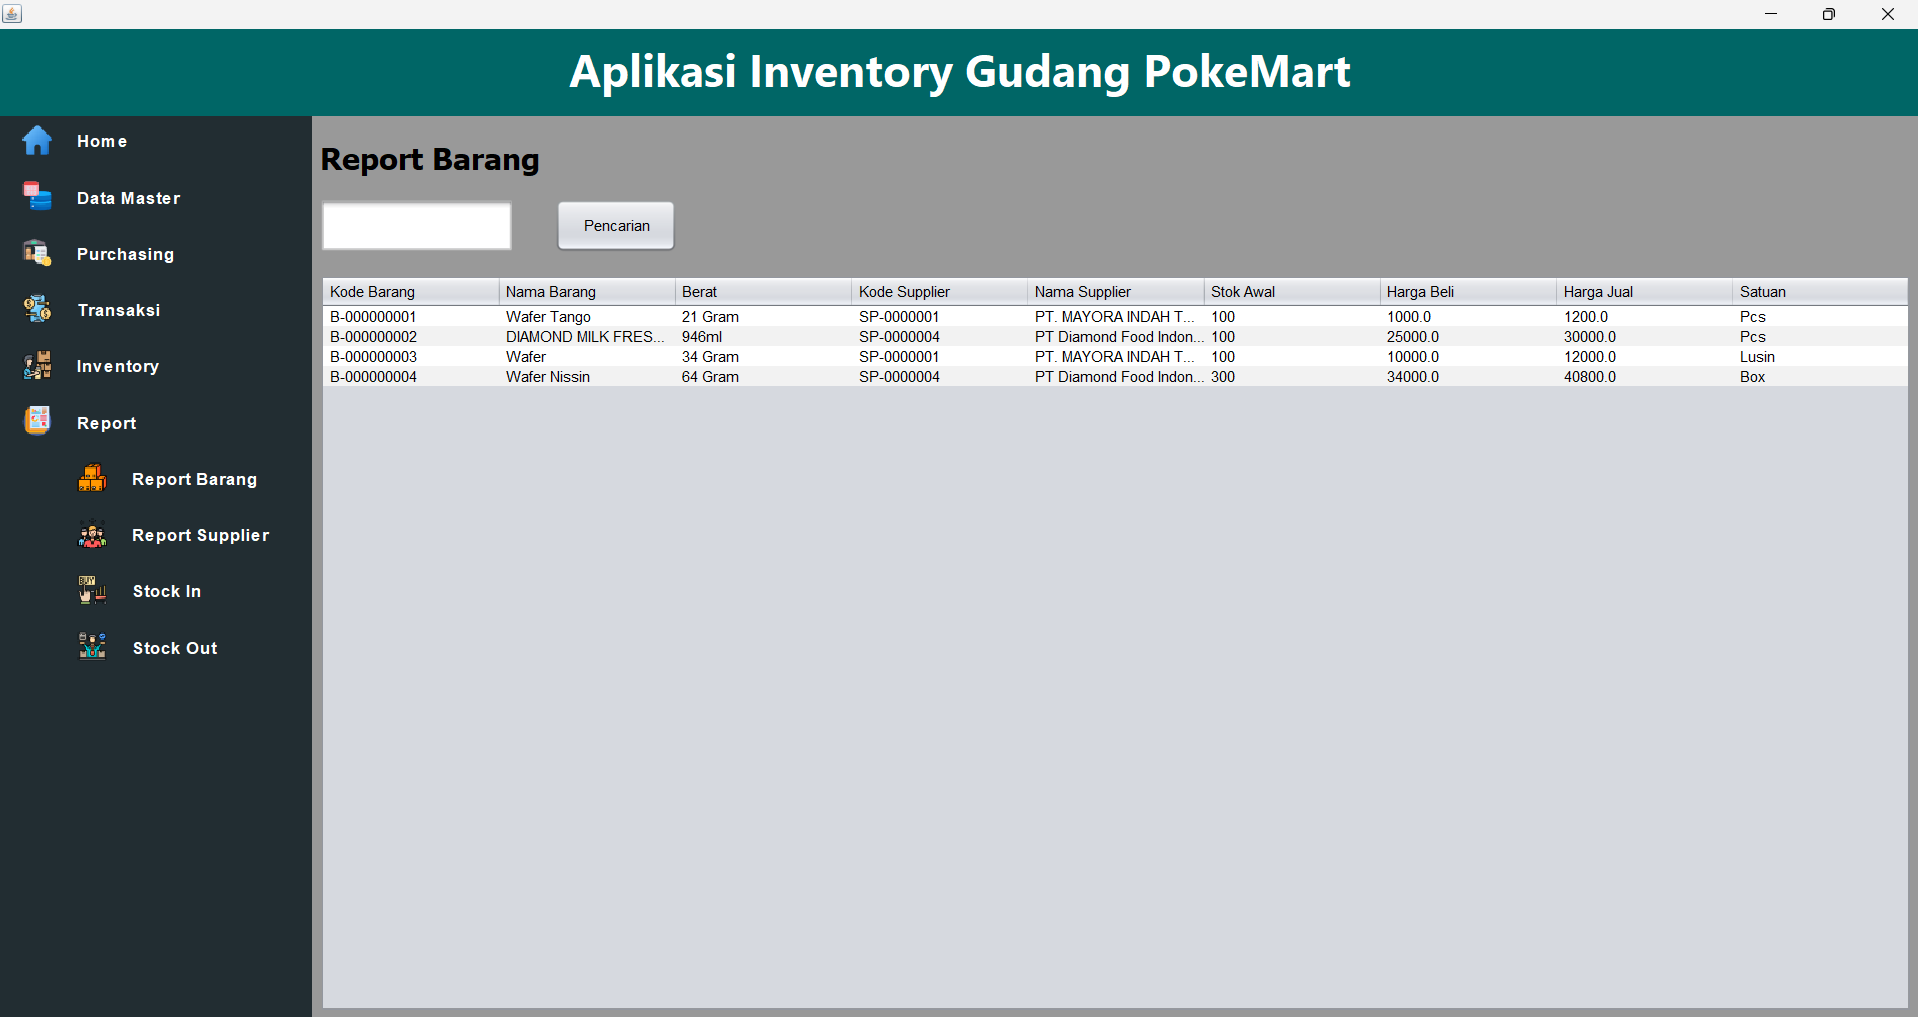 Aplikasi Inventory Gudang PokeMart
Home
Data Master
Purchasing
Transaksi
Inventory
Report
Report Barang
Report Supplier
Stock In
Stock Out
Report Barang
Pencarian
Kode Barang Nama Barang Berat Kode Supplier Nama Supplier Stok Awal Harga Beli Harga Jual Satuan
B-000000001 Wafer Tango 21 Gram SP-0000001 PT. MAYORA INDAH T... 100 1000.0 1200.0 Pcs
B-000000002 DIAMOND MILK FRES... 946ml SP-0000004 PT Diamond Food Indon... 100 25000.0 30000.0 Pcs
B-000000003 Wafer 34 Gram SP-0000001 PT. MAYORA INDAH T... 100 10000.0 12000.0 Lusin
B-000000004 Wafer Nissin 64 Gram SP-0000004 PT Diamond Food Indon... 300 34000.0 40800.0 Box